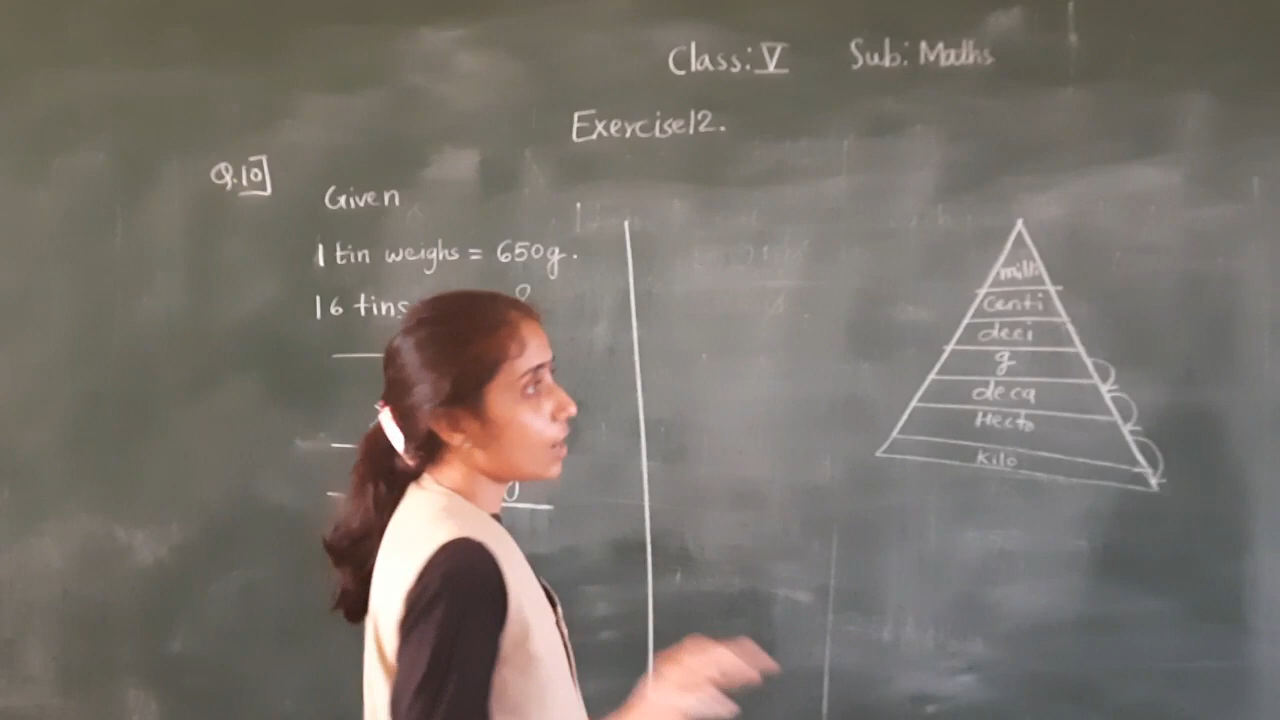 Class: V Sub: Maths
Exercise 12.
Q.10]
Given
1 tin weighs = 650g.
16 tins
milli
centi
deci
g
deca
Hecto
kilo